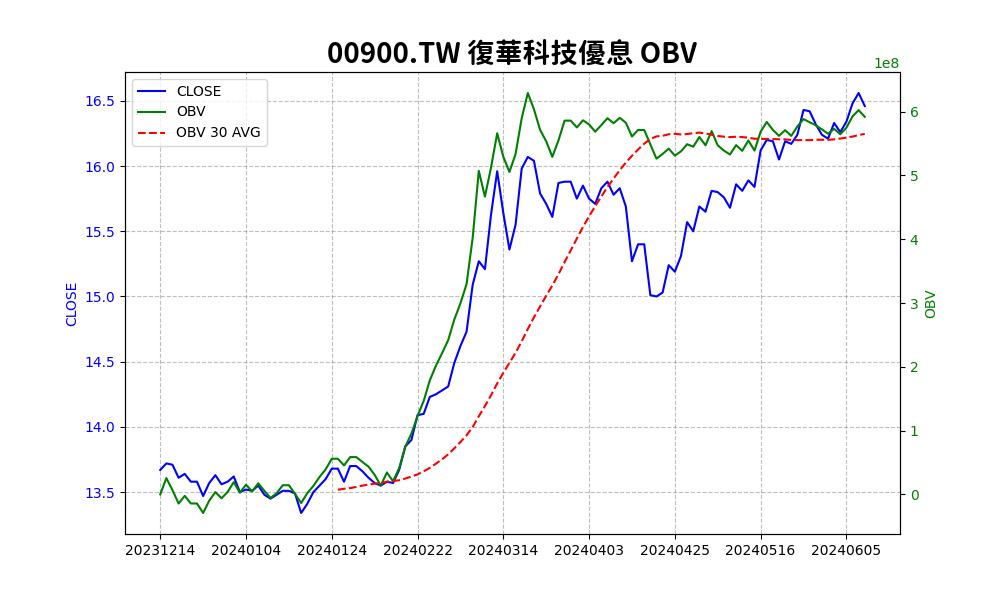 00900.TW 復華科技優息 OBV
1e8
CLOSE
OBV
OBV 30 AVG
16.5
16.0
15.5
15.0
14.5
14.0
13.5
CLOSE
6
5
4
3
2
1
0
OBV
20231214 20240104 20240124 20240222 20240314 20240403 20240425 20240516 20240605